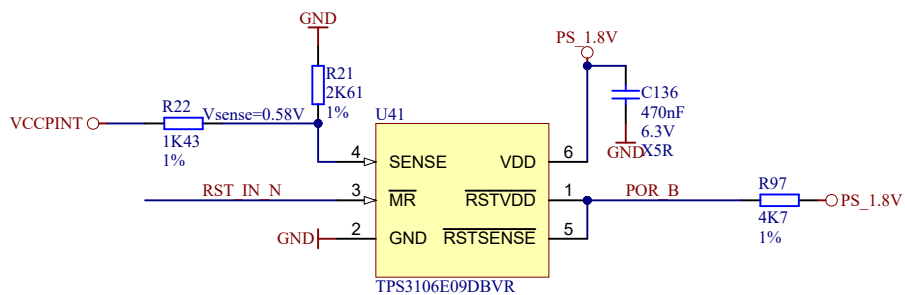 GND
PS_1.8V
R21
2K61
1%
R22
1K43
1%
Vsense=0.58V
VCCPINT
C136
470nF
6.3V
X5R
GND
U41
4
SENSE
VDD
6
RST_IN_N
3
MR
RSTVDD
1
POR_B
R97
4K7
1%
PS_1.8V
GND
2
GND
RSTSENSE
5
TPS3106E09DBVR